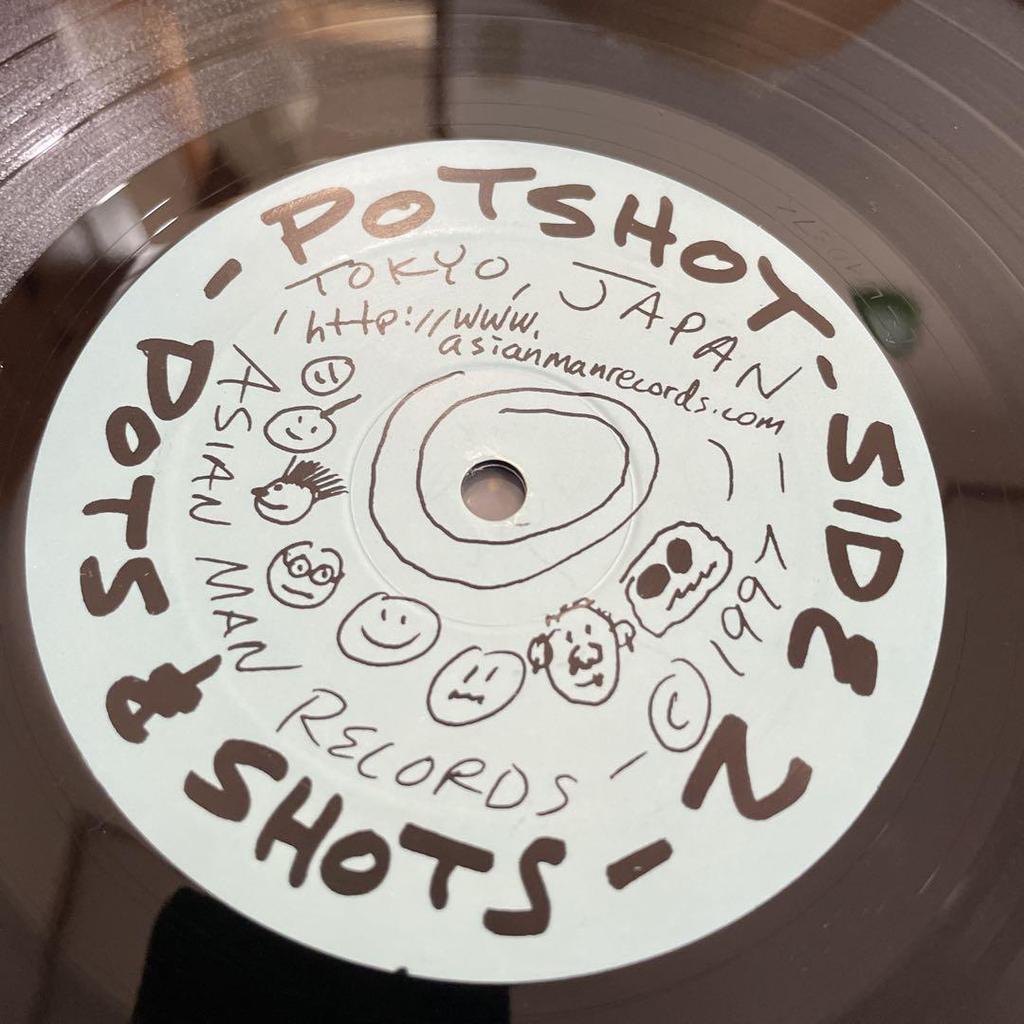 - POTSHOT - SIDE 2 -
POTS & SHOTS
TOKYO, JAPAN
http://www.
asianmanrecords.com
ASIAN MAN RECORDS - © 1997